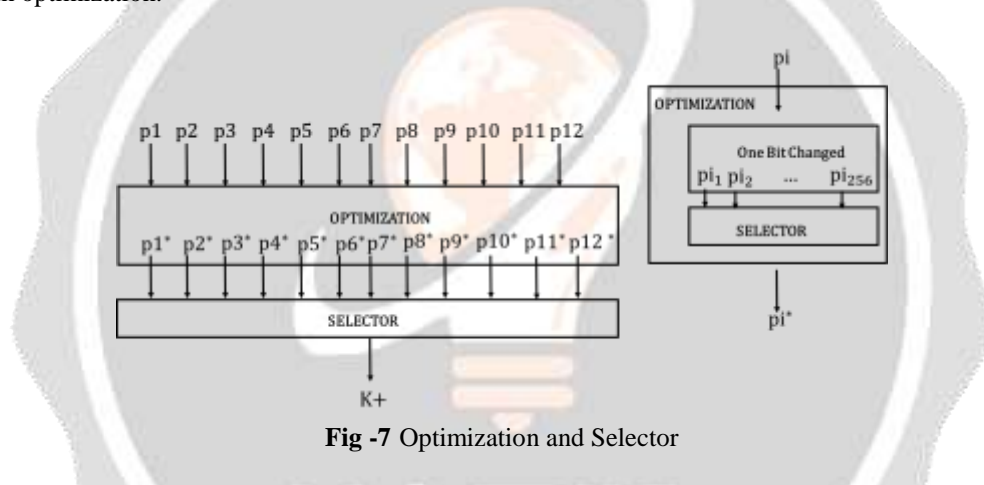 optimization.
p1 p2 p3 p4 p5 p6 p7 p8 p9 p10 p11 p12
OPTIMIZATION
p1* p2* p3* p4* p5* p6* p7* p8* p9* p10* p11* p12 *
SELECTOR
K+
pi
OPTIMIZATION
One Bit Changed
pi₁ pi₂ ... pi₂₅₆
SELECTOR
pi*
Fig -7 Optimization and Selector